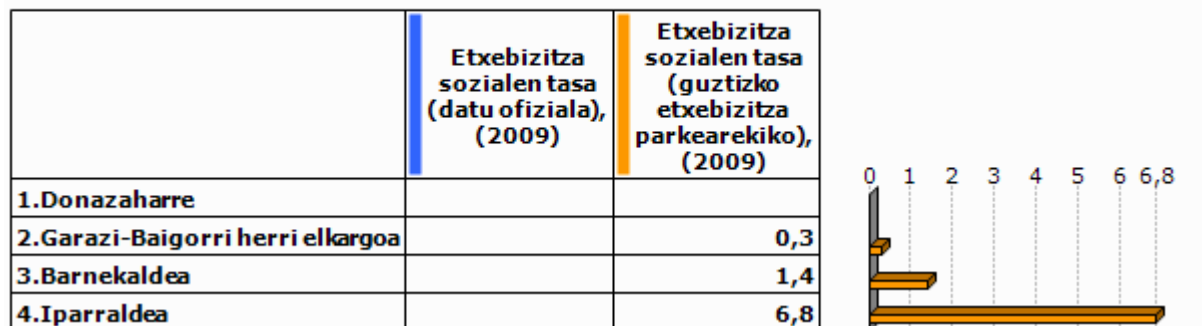 Etxebizitza
sozialen tasa
(datu ofiziala),
(2009)
Etxebizitza
sozialen tasa
(guztizko
etxebizitza
parkearekiko),
(2009)
0 1 2 3 4 5 6 6,8
1.Donazaharre
2.Garazi-Baigorri herri elkargoa 0,3
3.Barnekaldea 1,4
4.Iparraldea 6,8